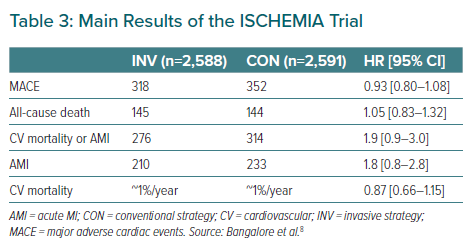 Table 3: Main Results of the ISCHEMIA Trial
INV (n=2,588) CON (n=2,591) HR [95% CI]
MACE 318 352 0.93 [0.80–1.08]
All-cause death 145 144 1.05 [0.83–1.32]
CV mortality or AMI 276 314 1.9 [0.9–3.0]
AMI 210 233 1.8 [0.8–2.8]
CV mortality ~1%/year ~1%/year 0.87 [0.66–1.15]
AMI = acute MI; CON = conventional strategy; CV = cardiovascular; INV = invasive strategy;
MACE = major adverse cardiac events. Source: Bangalore et al.8